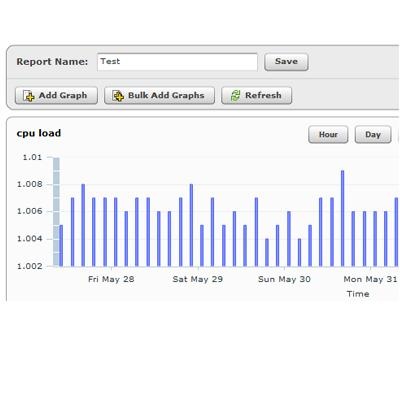 Report Name: Test Save
Add Graph Bulk Add Graphs Refresh
cpu load Hour Day
1.01
1.008
1.006
1.004
1.002
Fri May 28 Sat May 29 Sun May 30 Mon May 31
Time